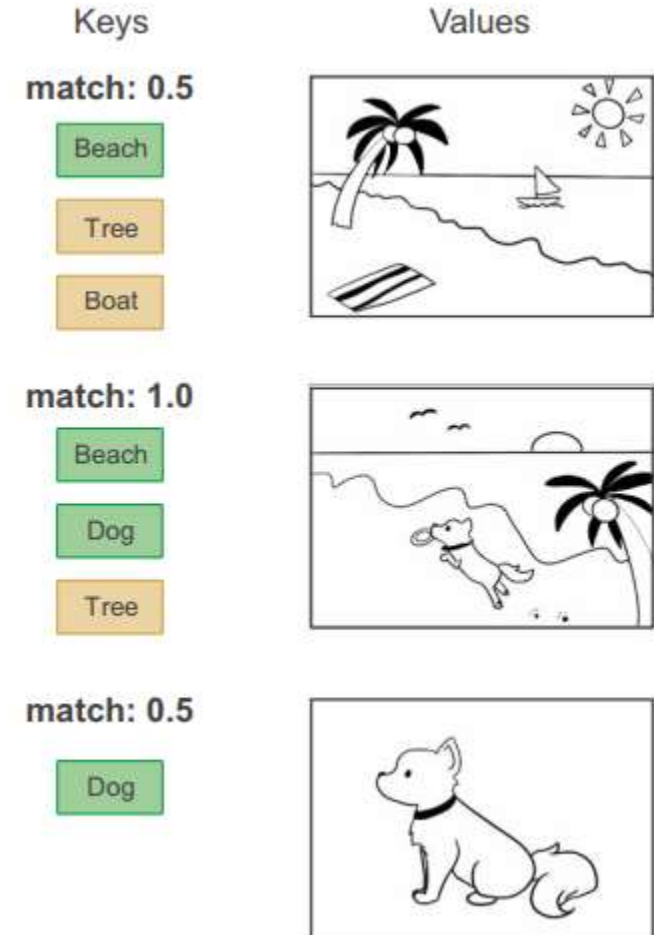 Keys Values
match: 0.5
Beach
Tree
Boat
match: 1.0
Beach
Dog
Tree
match: 0.5
Dog